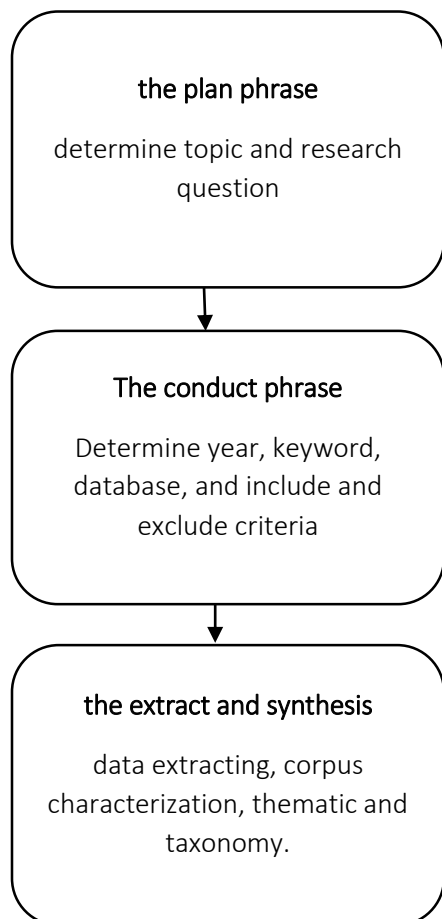 the plan phrase
determine topic and research
question
The conduct phrase
Determine year, keyword,
database, and include and
exclude criteria
the extract and synthesis
data extracting, corpus
characterization, thematic and
taxonomy.